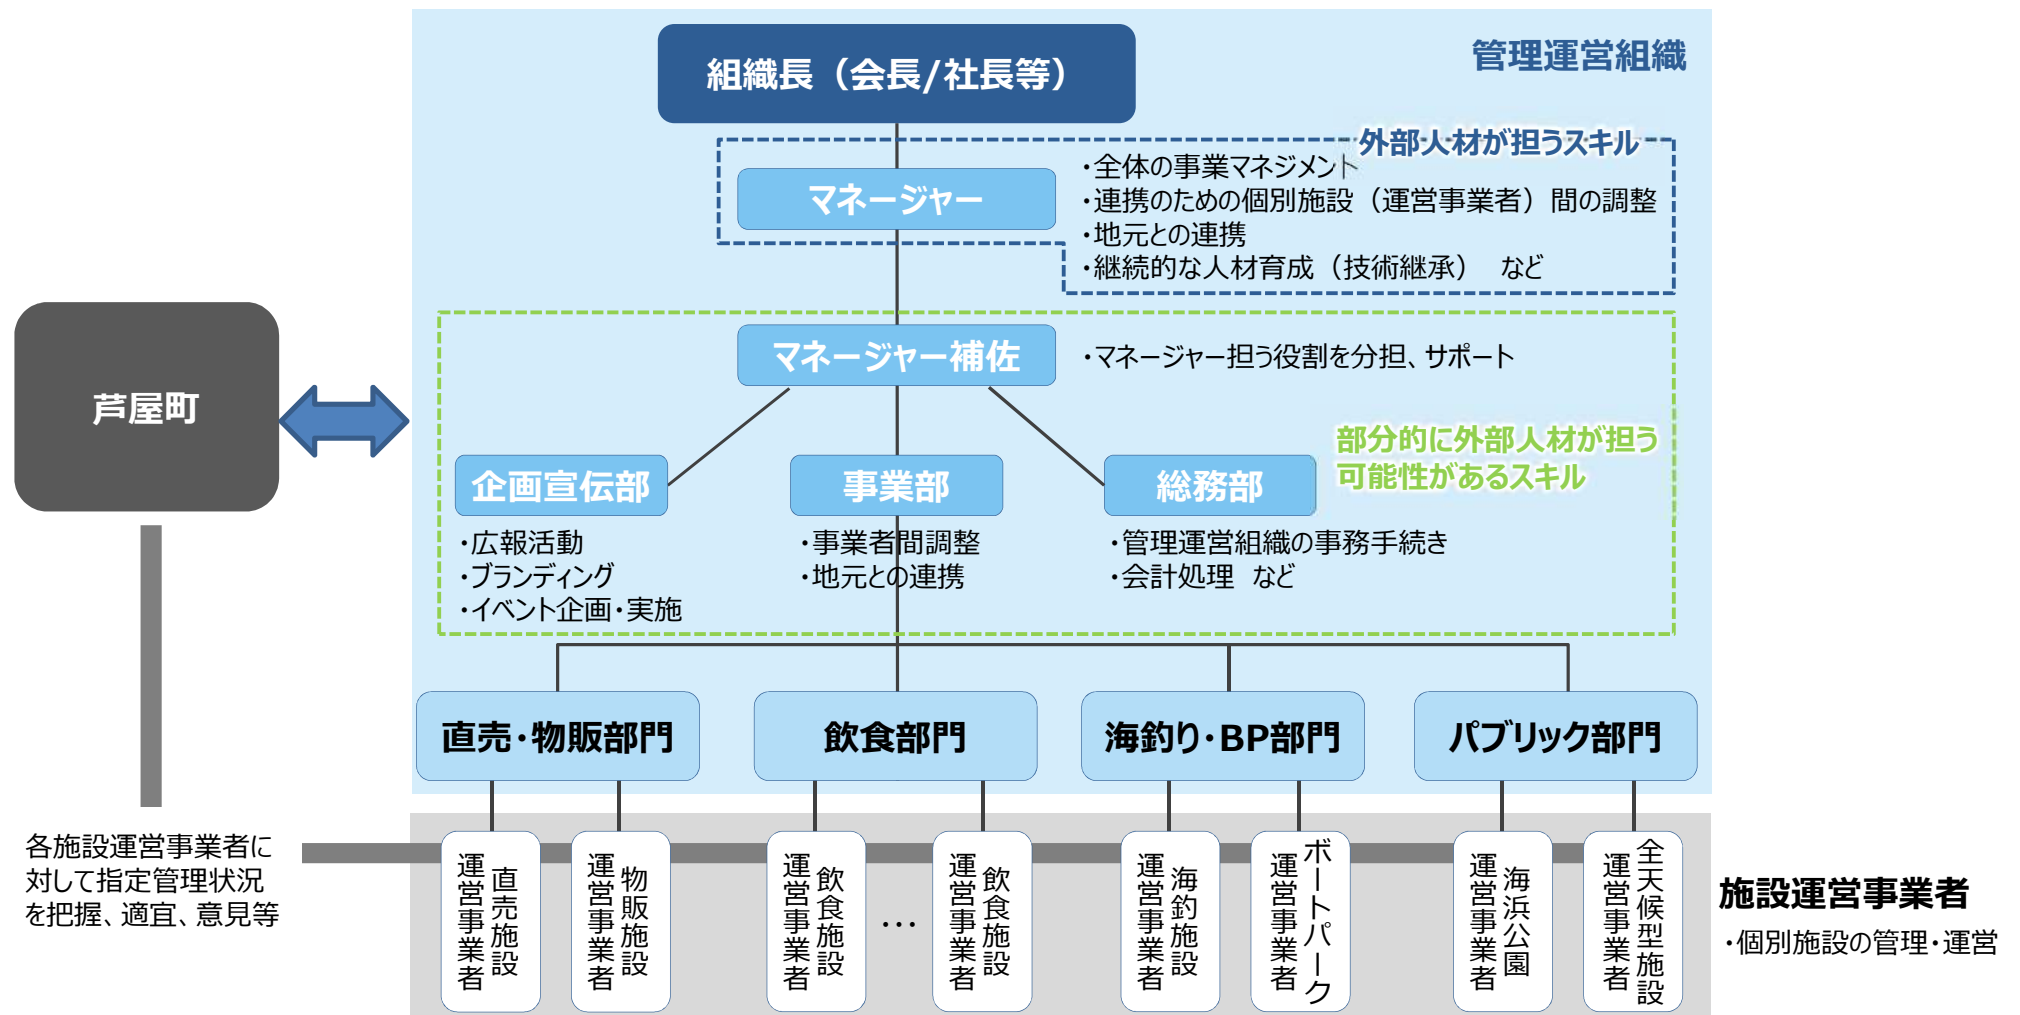 管理運営組織
組織長（会長/社長等）
外部人材が担うスキル
マネージャー
・全体の事業マネジメント
・連携のための個別施設（運営事業者）間の調整
・地元との連携
・継続的な人材育成（技術継承）　など
マネージャー補佐
・マネージャー担う役割を分担、サポート
芦屋町
部分的に外部人材が担う
可能性があるスキル
企画宣伝部
・広報活動
・ブランディング
・イベント企画・実施
事業部
・事業者間調整
・地元との連携
総務部
・管理運営組織の事務手続き
・会計処理　など
直売・物販部門
飲食部門
海釣り・BP部門
パブリック部門
各施設運営事業者に
対して指定管理状況
を把握、適宜、意見等
直売施設
運営事業者
物販施設
運営事業者
飲食施設
運営事業者
…
飲食施設
運営事業者
海釣施設
運営事業者
ボートパーク
運営事業者
海浜公園
運営事業者
全天候型施設
運営事業者
施設運営事業者
・個別施設の管理・運営